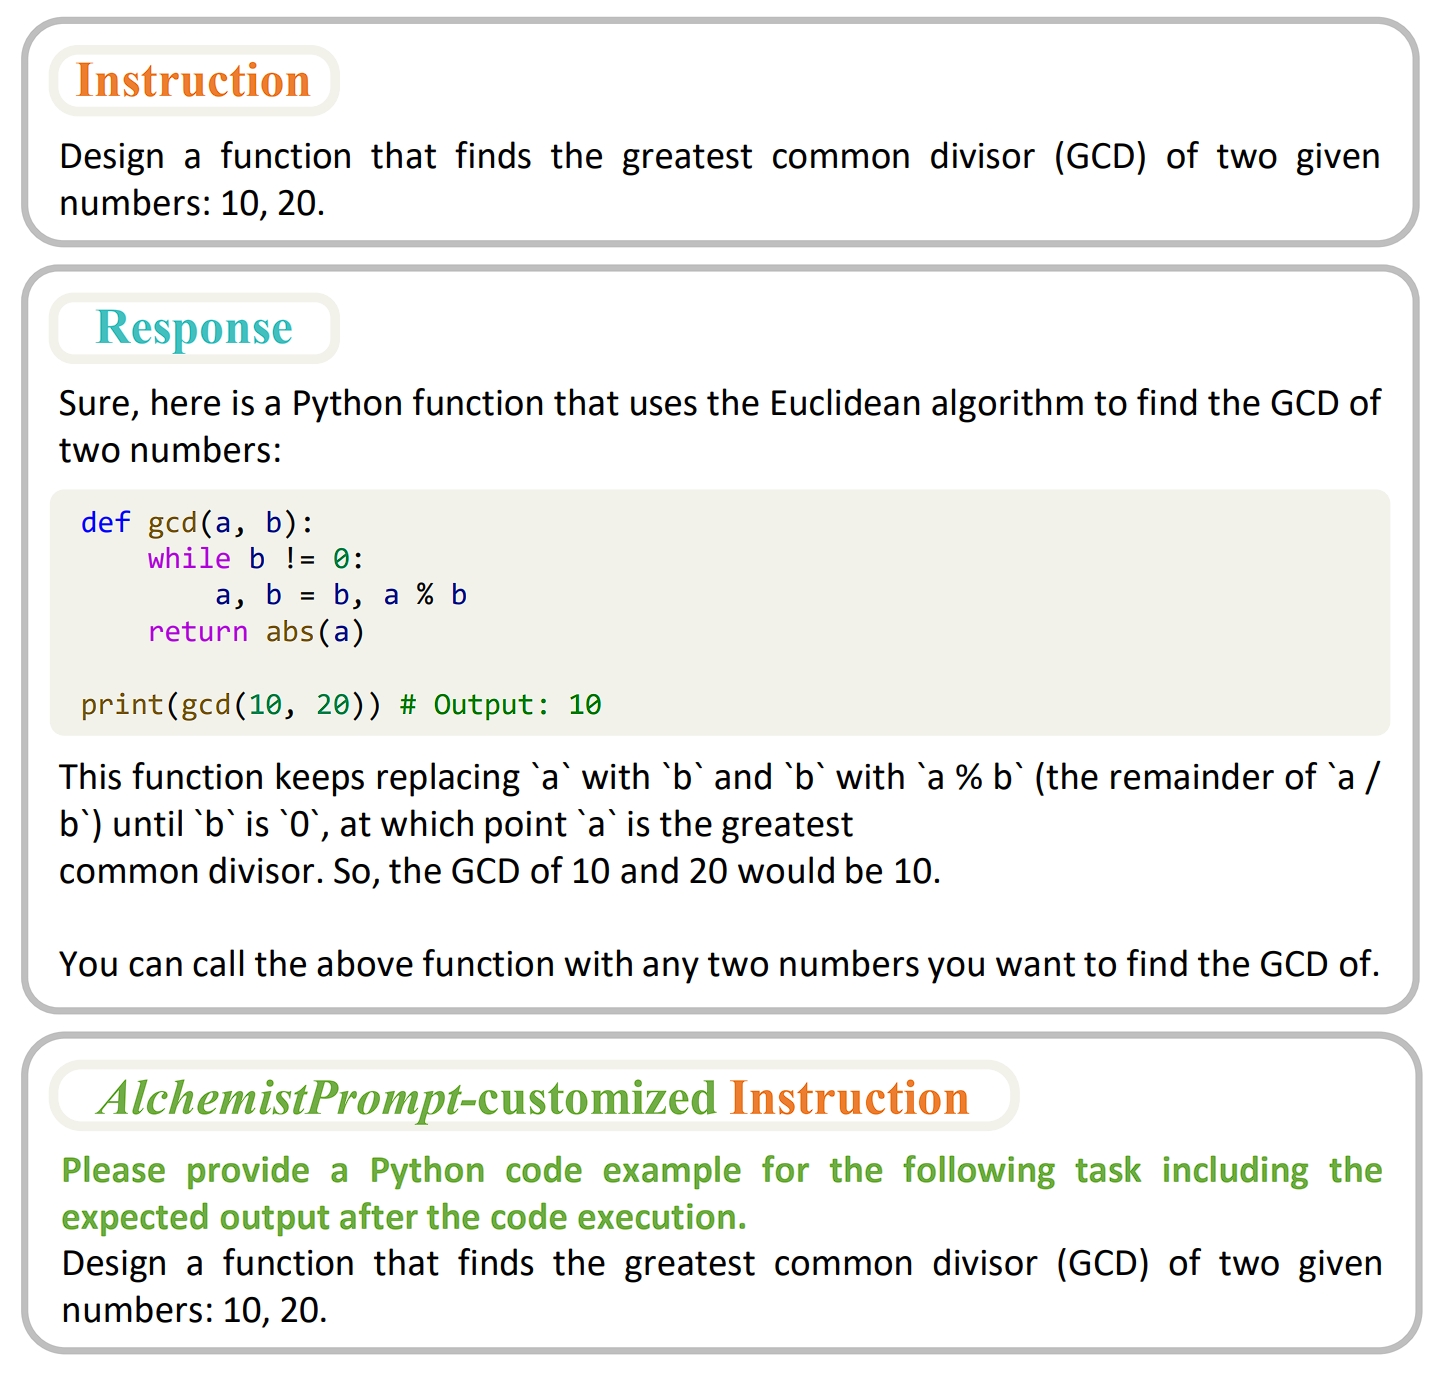 Instruction
Design a function that finds the greatest common divisor (GCD) of two given
numbers: 10, 20.
Response
Sure, here is a Python function that uses the Euclidean algorithm to find the GCD of
two numbers:
def gcd(a, b):
    while b != 0:
        a, b = b, a % b
    return abs(a)

print(gcd(10, 20)) # Output: 10
This function keeps replacing `a` with `b` and `b` with `a % b` (the remainder of `a /
b`) until `b` is `0`, at which point `a` is the greatest
common divisor. So, the GCD of 10 and 20 would be 10.

You can call the above function with any two numbers you want to find the GCD of.
AlchemistPrompt-customized Instruction
Please provide a Python code example for the following task including the
expected output after the code execution.
Design a function that finds the greatest common divisor (GCD) of two given
numbers: 10, 20.